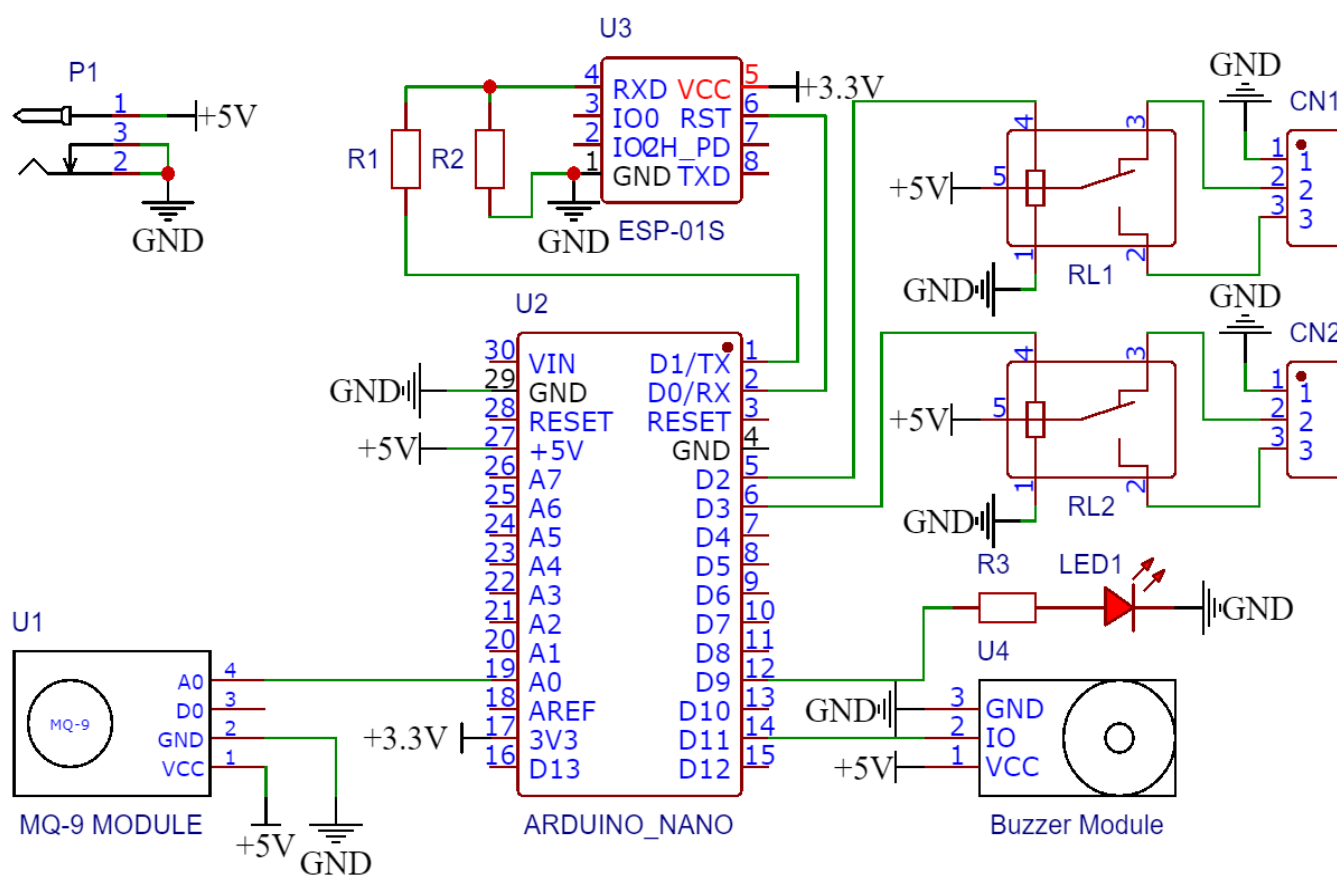 U3
P1
1
3
2
+5V
GND
R1
R2
4
3
2
1
RXD
IO0
IO2
GND
VCC
RST
CH_PD
TXD
5
6
7
8
+3.3V
GND
ESP-01S
GND
CN1
4
3
+5V
5
1
2
GND
RL1
1
2
3
1
2
3
GND
CN2
4
3
+5V
5
1
2
GND
RL2
1
2
3
1
2
3
U2
GND
+5V
+3.3V
30 VIN
29 GND
28 RESET
27 +5V
26 A7
25 A6
24 A5
23 A4
22 A3
21 A2
20 A1
19 A0
18 AREF
17 3V3
16 D13
D1/TX 1
D0/RX 2
RESET 3
GND 4
D2 5
D3 6
D4 7
D5 8
D6 9
D7 10
D8 11
D9 12
D10 13
D11 14
D12 15
ARDUINO_NANO
R3
LED1
GND
U4
GND
+5V
3 GND
2 IO
1 VCC
Buzzer Module
U1
MQ-9
A0 4
D0 3
GND 2
VCC 1
MQ-9 MODULE
+5V
GND